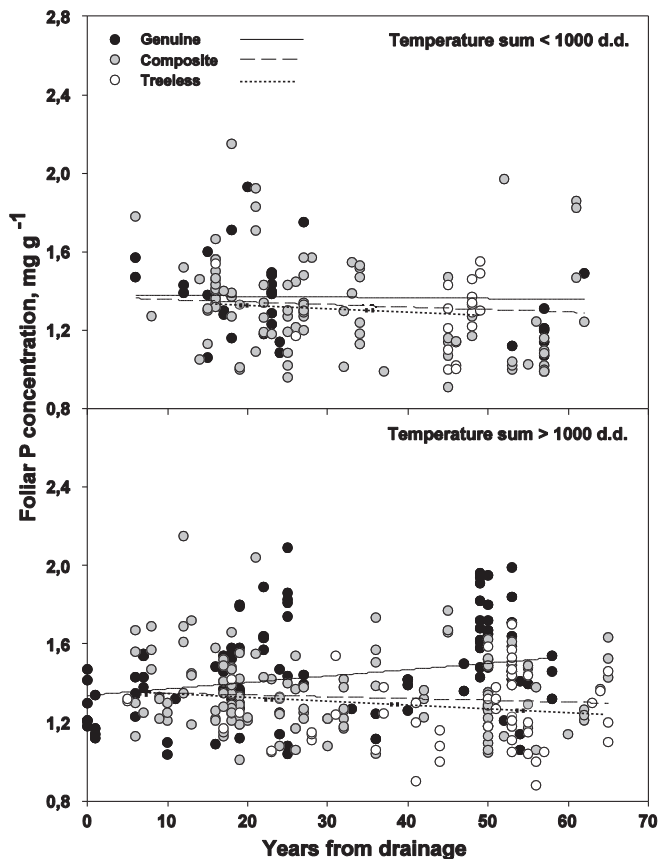 2,8
Genuine
Temperature sum < 1000 d.d.
Composite
2,4
Treeless
2,0
1,6
1,2
0,8
Foliar P concentration, mg g -1
Temperature sum > 1000 d.d.
2,4
2,0
1,6
1,2
0,8
0 10 20 30 40 50 60 70
Years from drainage